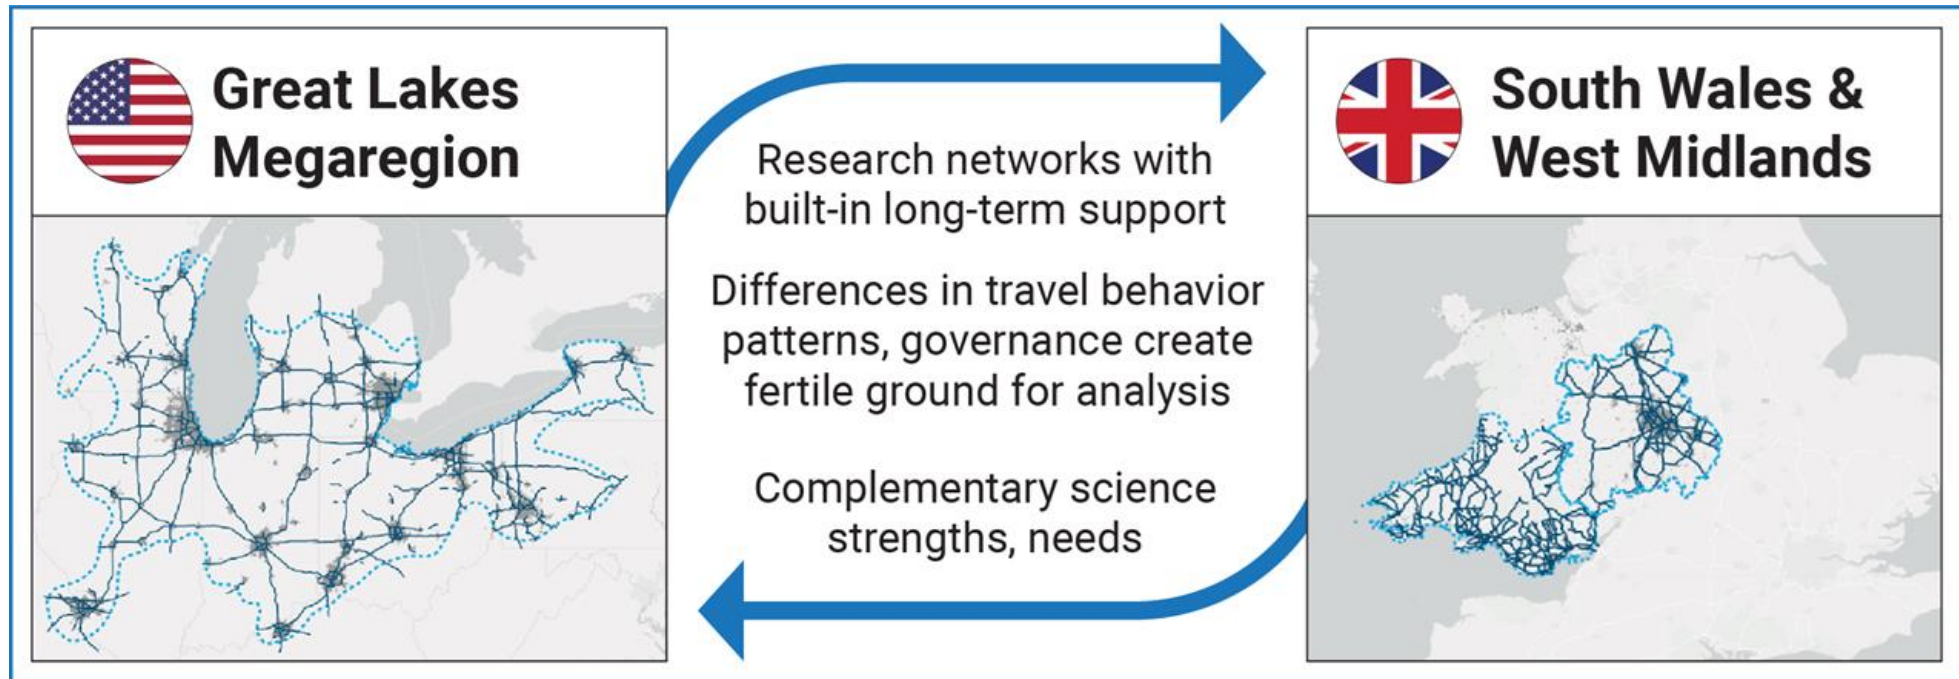 Great Lakes
Megaregion
Research networks with
built-in long-term support
Differences in travel behavior
patterns, governance create
fertile ground for analysis
Complementary science
strengths, needs
South Wales &
West Midlands